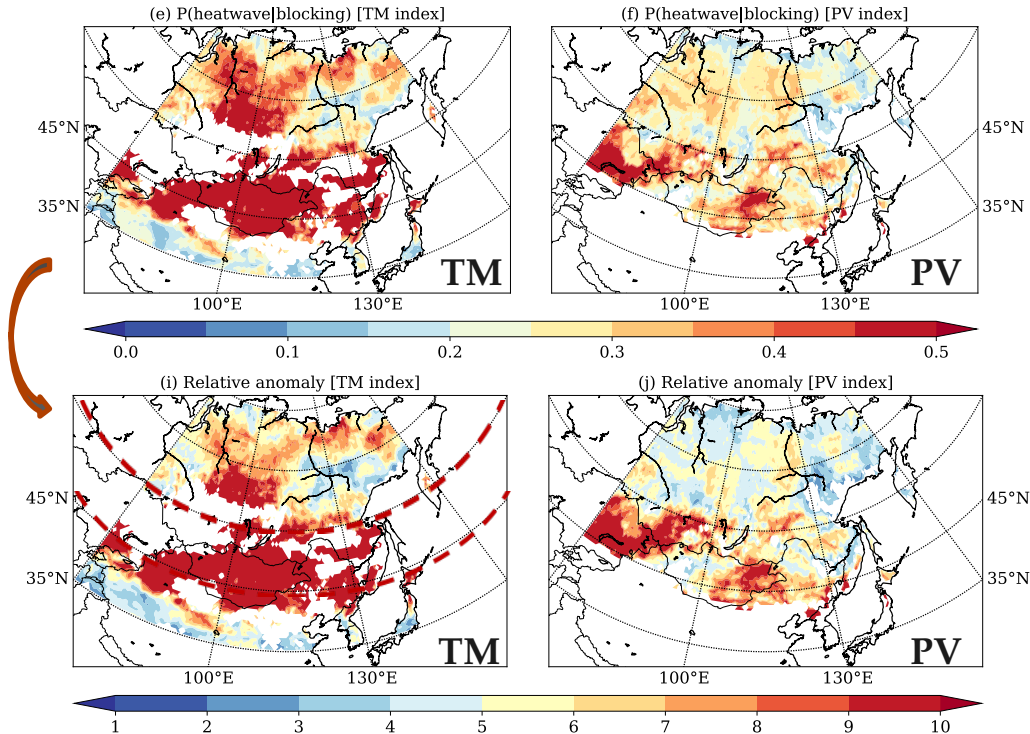 (e) P(heatwave|blocking) [TM index]
(f) P(heatwave|blocking) [PV index]
45°N
35°N
45°N
35°N
TM
PV
100°E
130°E
100°E
130°E
0.0
0.1
0.2
0.3
0.4
0.5
(i) Relative anomaly [TM index]
(j) Relative anomaly [PV index]
45°N
35°N
45°N
35°N
TM
PV
100°E
130°E
100°E
130°E
1
2
3
4
5
6
7
8
9
10